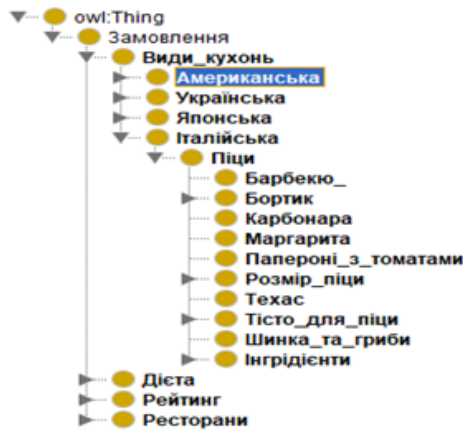 owl:Thing
Замовлення
Види_кухонь
Американська
Українська
Японська
Італійська
Піци
Барбекю_
Бортик
Карбонара
Маргарита
Папероні_з_томатами
Розмір_піци
Техас
Тісто_для_піци
Шинка_та_гриби
Інгрідієнти
Дієта
Рейтинг
Ресторани